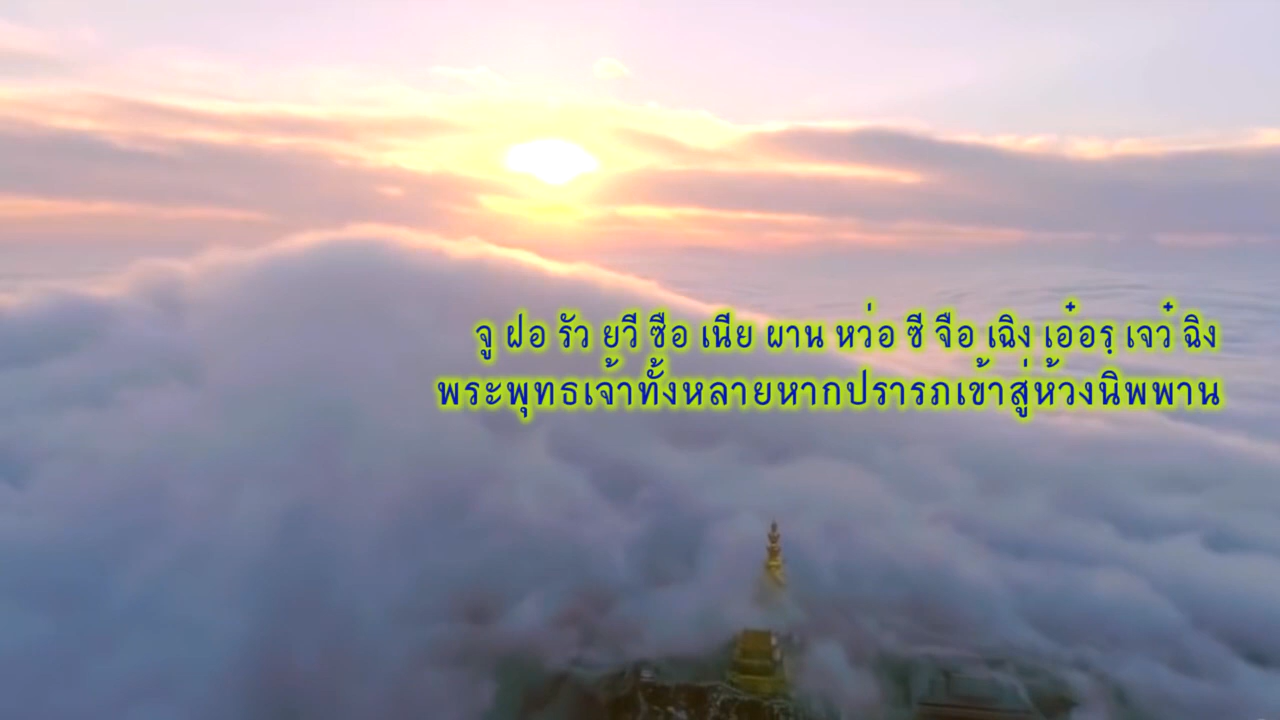 จู ฝอ รัว ยวี ซือ เนีย ผาน หว่อ ซี จือ เฉิง เอ๋อรฺ เจว๋ ฉิง
พระพุทธเจ้าทั้งหลายหากปรารภเข้าสู่ห้วงนิพพาน